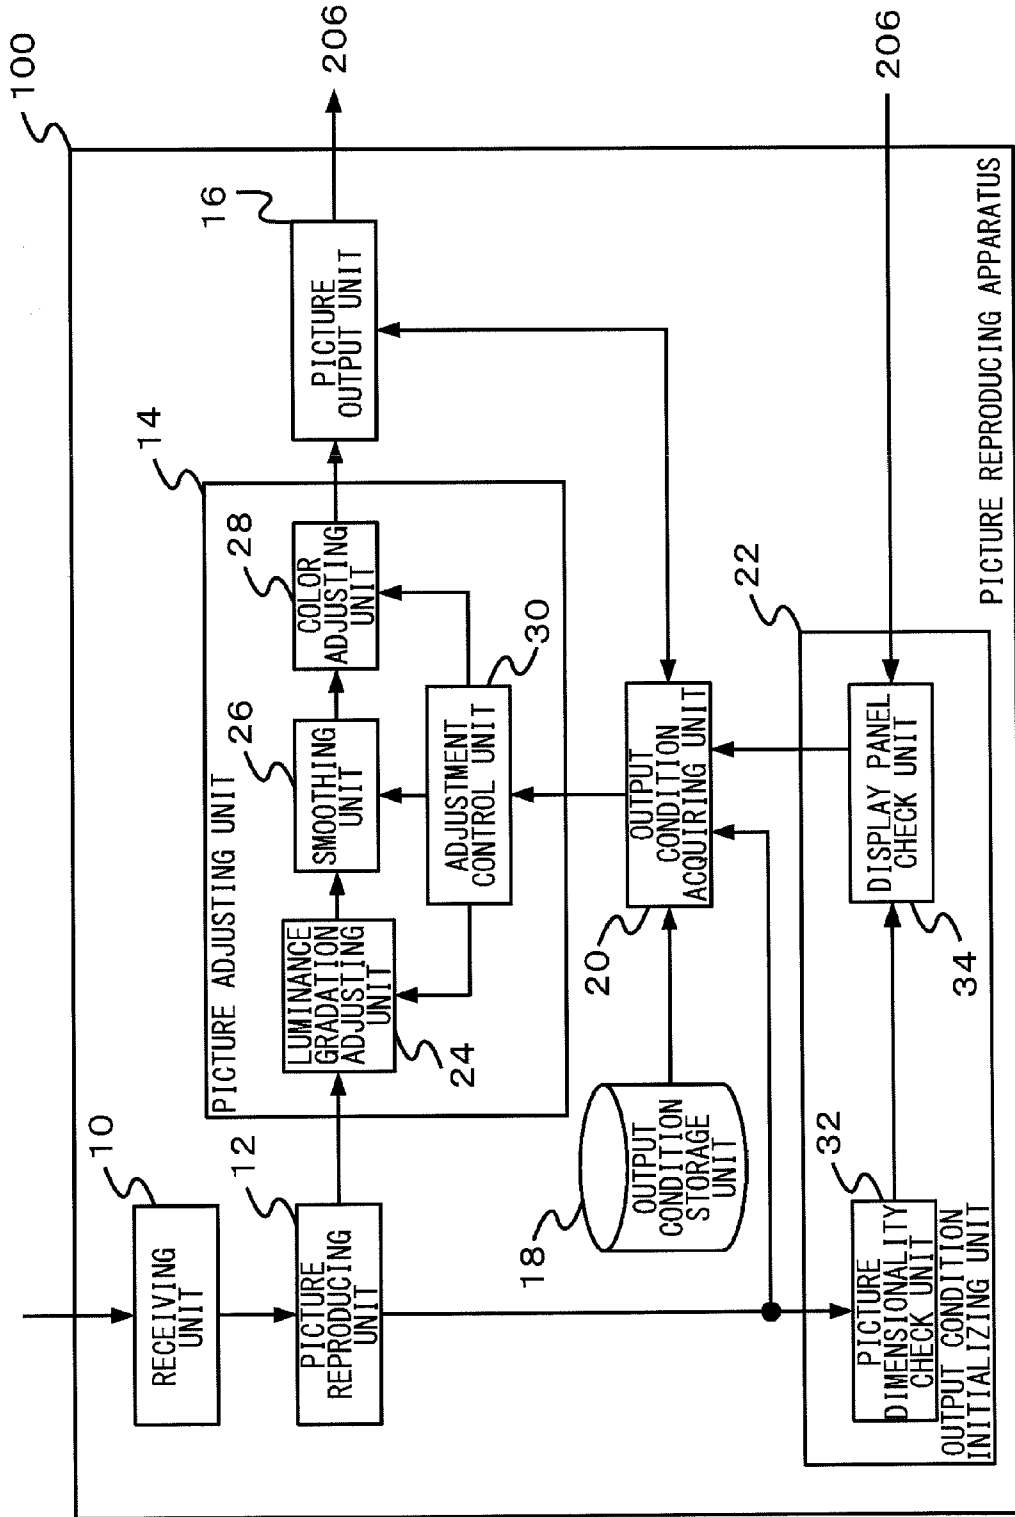 100
206
16
PICTURE
OUTPUT UNIT
14
28
COLOR
ADJUSTING
UNIT
26
SMOOTHING
UNIT
30
ADJUSTMENT
CONTROL UNIT
LUMINANCE
GRADATION
ADJUSTING
UNIT
24
PICTURE ADJUSTING UNIT
10
RECEIVING
UNIT
12
PICTURE
REPRODUCING
UNIT
20
OUTPUT
CONDITION
ACQUIRING UNIT
18
OUTPUT
CONDITION
STORAGE
UNIT
206
22
DISPLAY PANEL
CHECK UNIT
34
32
PICTURE
DIMENSIONALITY
CHECK UNIT
OUTPUT CONDITION
INITIALIZING UNIT
PICTURE REPRODUCING APPARATUS